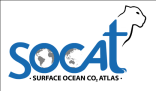 SOCAT
· SURFACE OCEAN CO₂ ATLAS ·